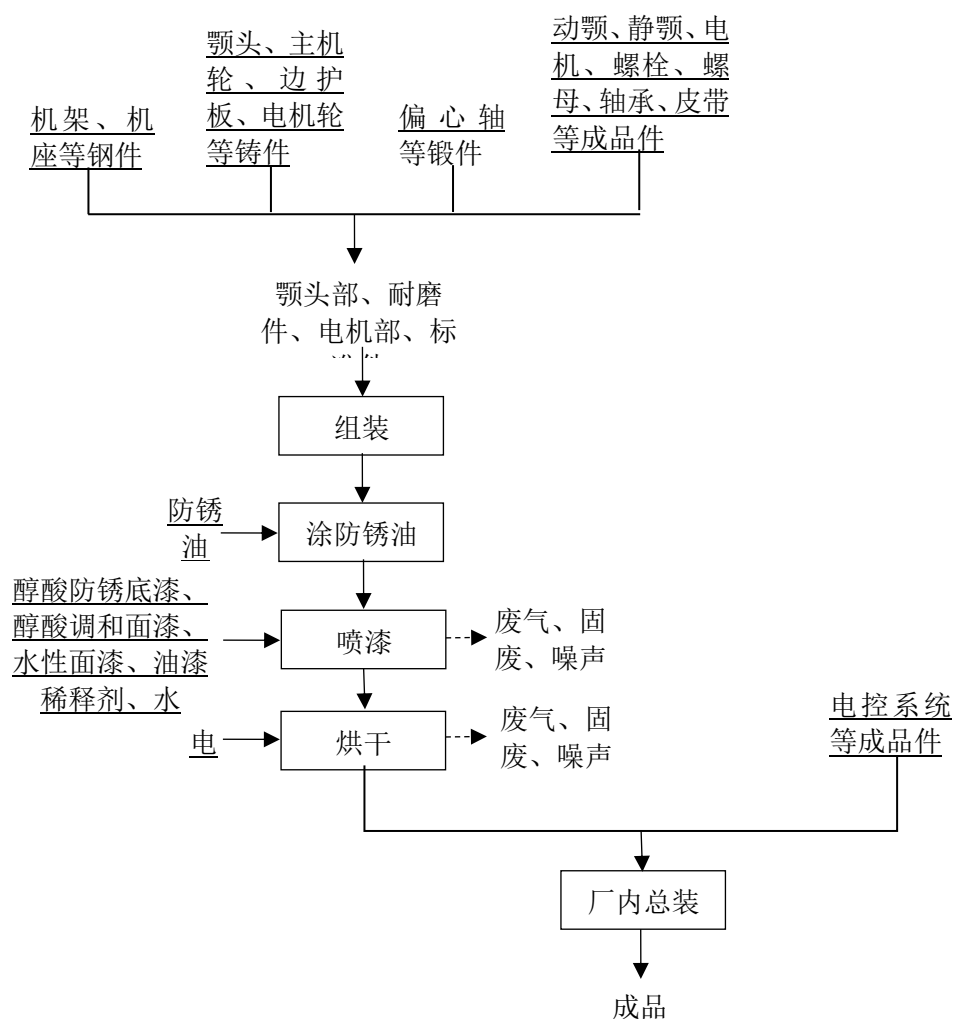 机架、机
座等钢件
颚头、主机
轮、边护
板、电机轮
等铸件
偏心轴
等锻件
动颚、静颚、电
机、螺栓、螺
母、轴承、皮带
等成品件
颚头部、耐磨
件、电机部、标
组装
防锈
油
涂防锈油
醇酸防锈底漆、
醇酸调和面漆、
水性面漆、油漆
稀释剂、水
喷漆
废气、固
废、噪声
电
烘干
废气、固
废、噪声
电控系统
等成品件
厂内总装
成品